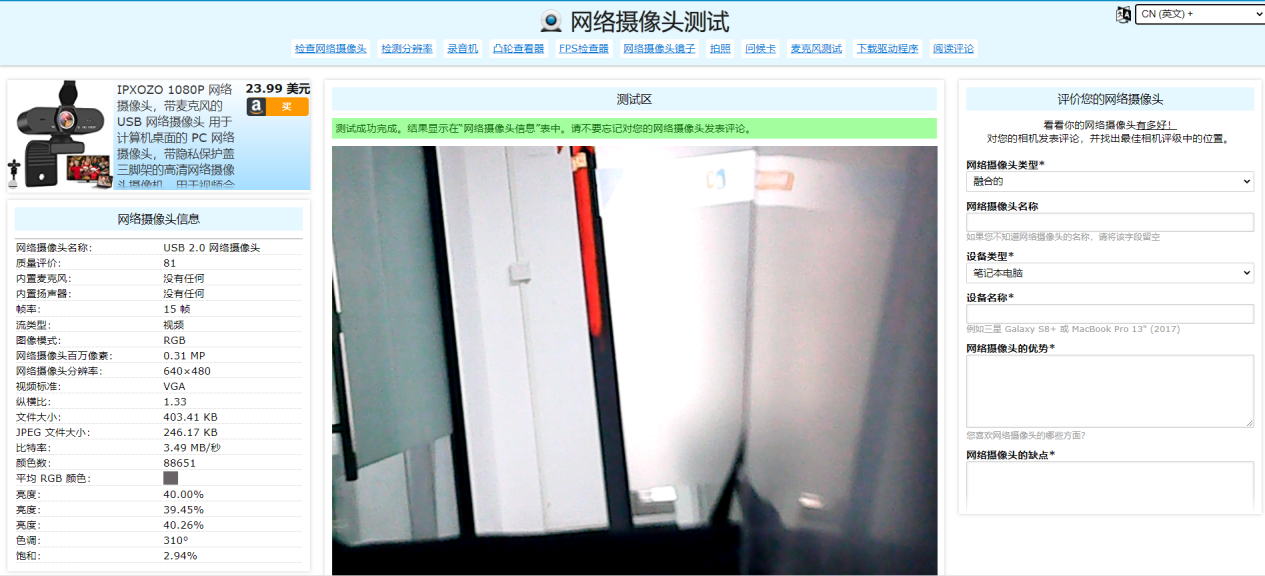 网络摄像头测试
CN (英文) +
检查网络摄像头 检测分辨率 录音机 凸轮查看器 FPS检查器 网络摄像头镜子 拍照 问候卡 麦克风测试 下载驱动程序 阅读评论
IPXOZO 1080P 网络
摄像头，带麦克风的
USB 网络摄像头 用于
计算机桌面的 PC 网络
摄像头，带隐私保护盖
三脚架的高清网络摄像
头摄像机，用于视频会
23.99 美元
a 买
网络摄像头信息
网络摄像头名称: USB 2.0 网络摄像头
质量评价: 81
内置麦克风: 没有任何
内置扬声器: 没有任何
帧率: 15 帧
流类型: 视频
图像模式: RGB
网络摄像头百万像素: 0.31 MP
网络摄像头分辨率: 640×480
视频标准: VGA
纵横比: 1.33
文件大小: 403.41 KB
JPEG 文件大小: 246.17 KB
比特率: 3.49 MB/秒
颜色数: 88651
平均 RGB 颜色:
亮度: 40.00%
亮度: 39.45%
亮度: 40.26%
色调: 310°
饱和: 2.94%
测试区
测试成功完成。结果显示在“网络摄像头信息”表中。请不要忘记对您的网络摄像头发表评论。
评价您的网络摄像头
看看你的网络摄像头有多好！
对您的相机发表评论，并找出最佳相机评级中的位置。
网络摄像头类型*
融合的
网络摄像头名称
如果您不知道网络摄像头的名称，请将该字段留空
设备类型*
笔记本电脑
设备名称*
例如三星 Galaxy S8+ 或 MacBook Pro 13" (2017)
网络摄像头的优势*
您喜欢网络摄像头的哪些方面?
网络摄像头的缺点*